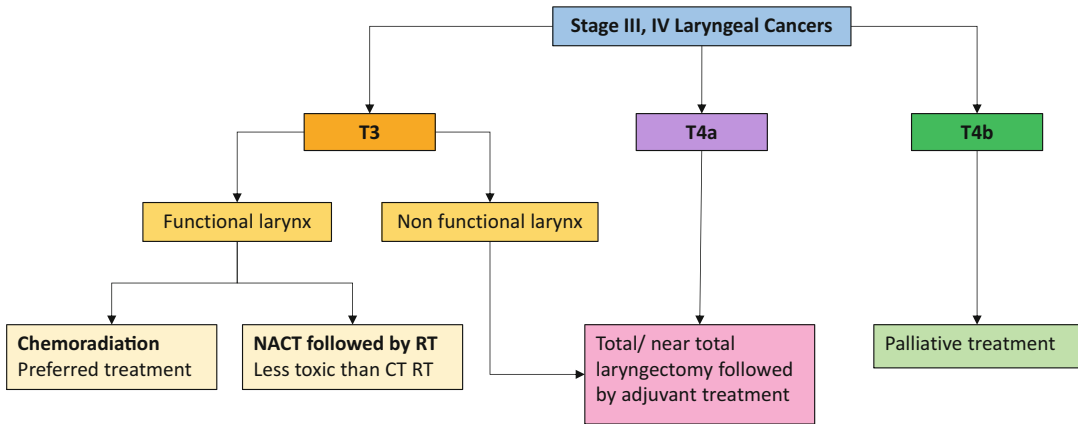 Stage III, IV Laryngeal Cancers
T3
T4a
T4b
Functional larynx
Non functional larynx
Chemoradiation
Preferred treatment
NACT followed by RT
Less toxic than CT RT
Total/ near total
laryngectomy followed
by adjuvant treatment
Palliative treatment